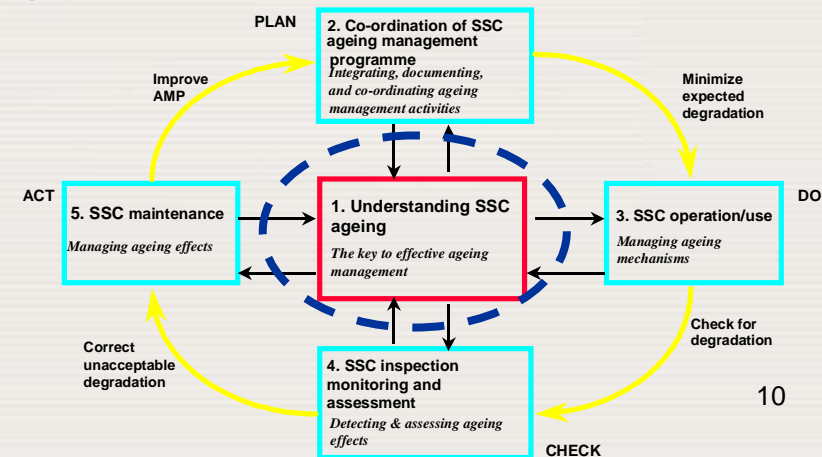 PLAN
2. Co-ordination of SSC
ageing management
programme
Integrating, documenting,
and co-ordinating ageing
management activities
Improve
AMP
Minimize
expected
degradation
ACT
5. SSC maintenance
Managing ageing effects
1. Understanding SSC
ageing
The key to effective ageing
management
DO
3. SSC operation/use
Managing ageing
mechanisms
Correct
unacceptable
degradation
Check for
degradation
4. SSC inspection
monitoring and
assessment
Detecting & assessing ageing
effects
CHECK
10